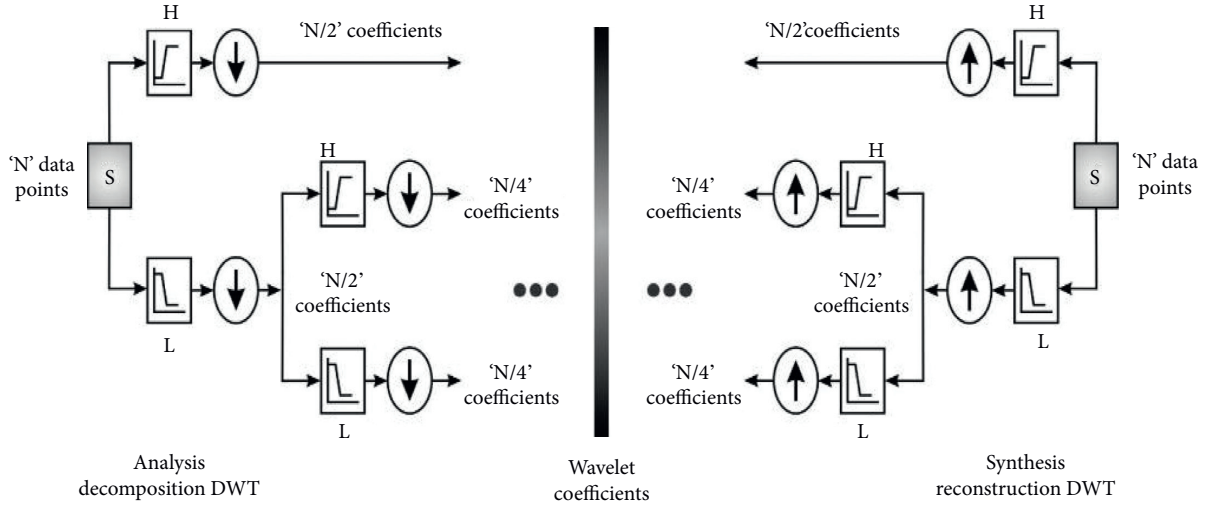 H
‘N/2’ coefficients
‘N’ data
points
S
H
‘N/4’
coefficients
‘N/2’
coefficients
L
‘N/4’
coefficients
L
Analysis
decomposition DWT
Wavelet
coefficients
H
‘N/2’coefficients
H
‘N/4’
coefficients
S
‘N’ data
points
‘N/2’
coefficients
L
‘N/4’
coefficients
L
Synthesis
reconstruction DWT